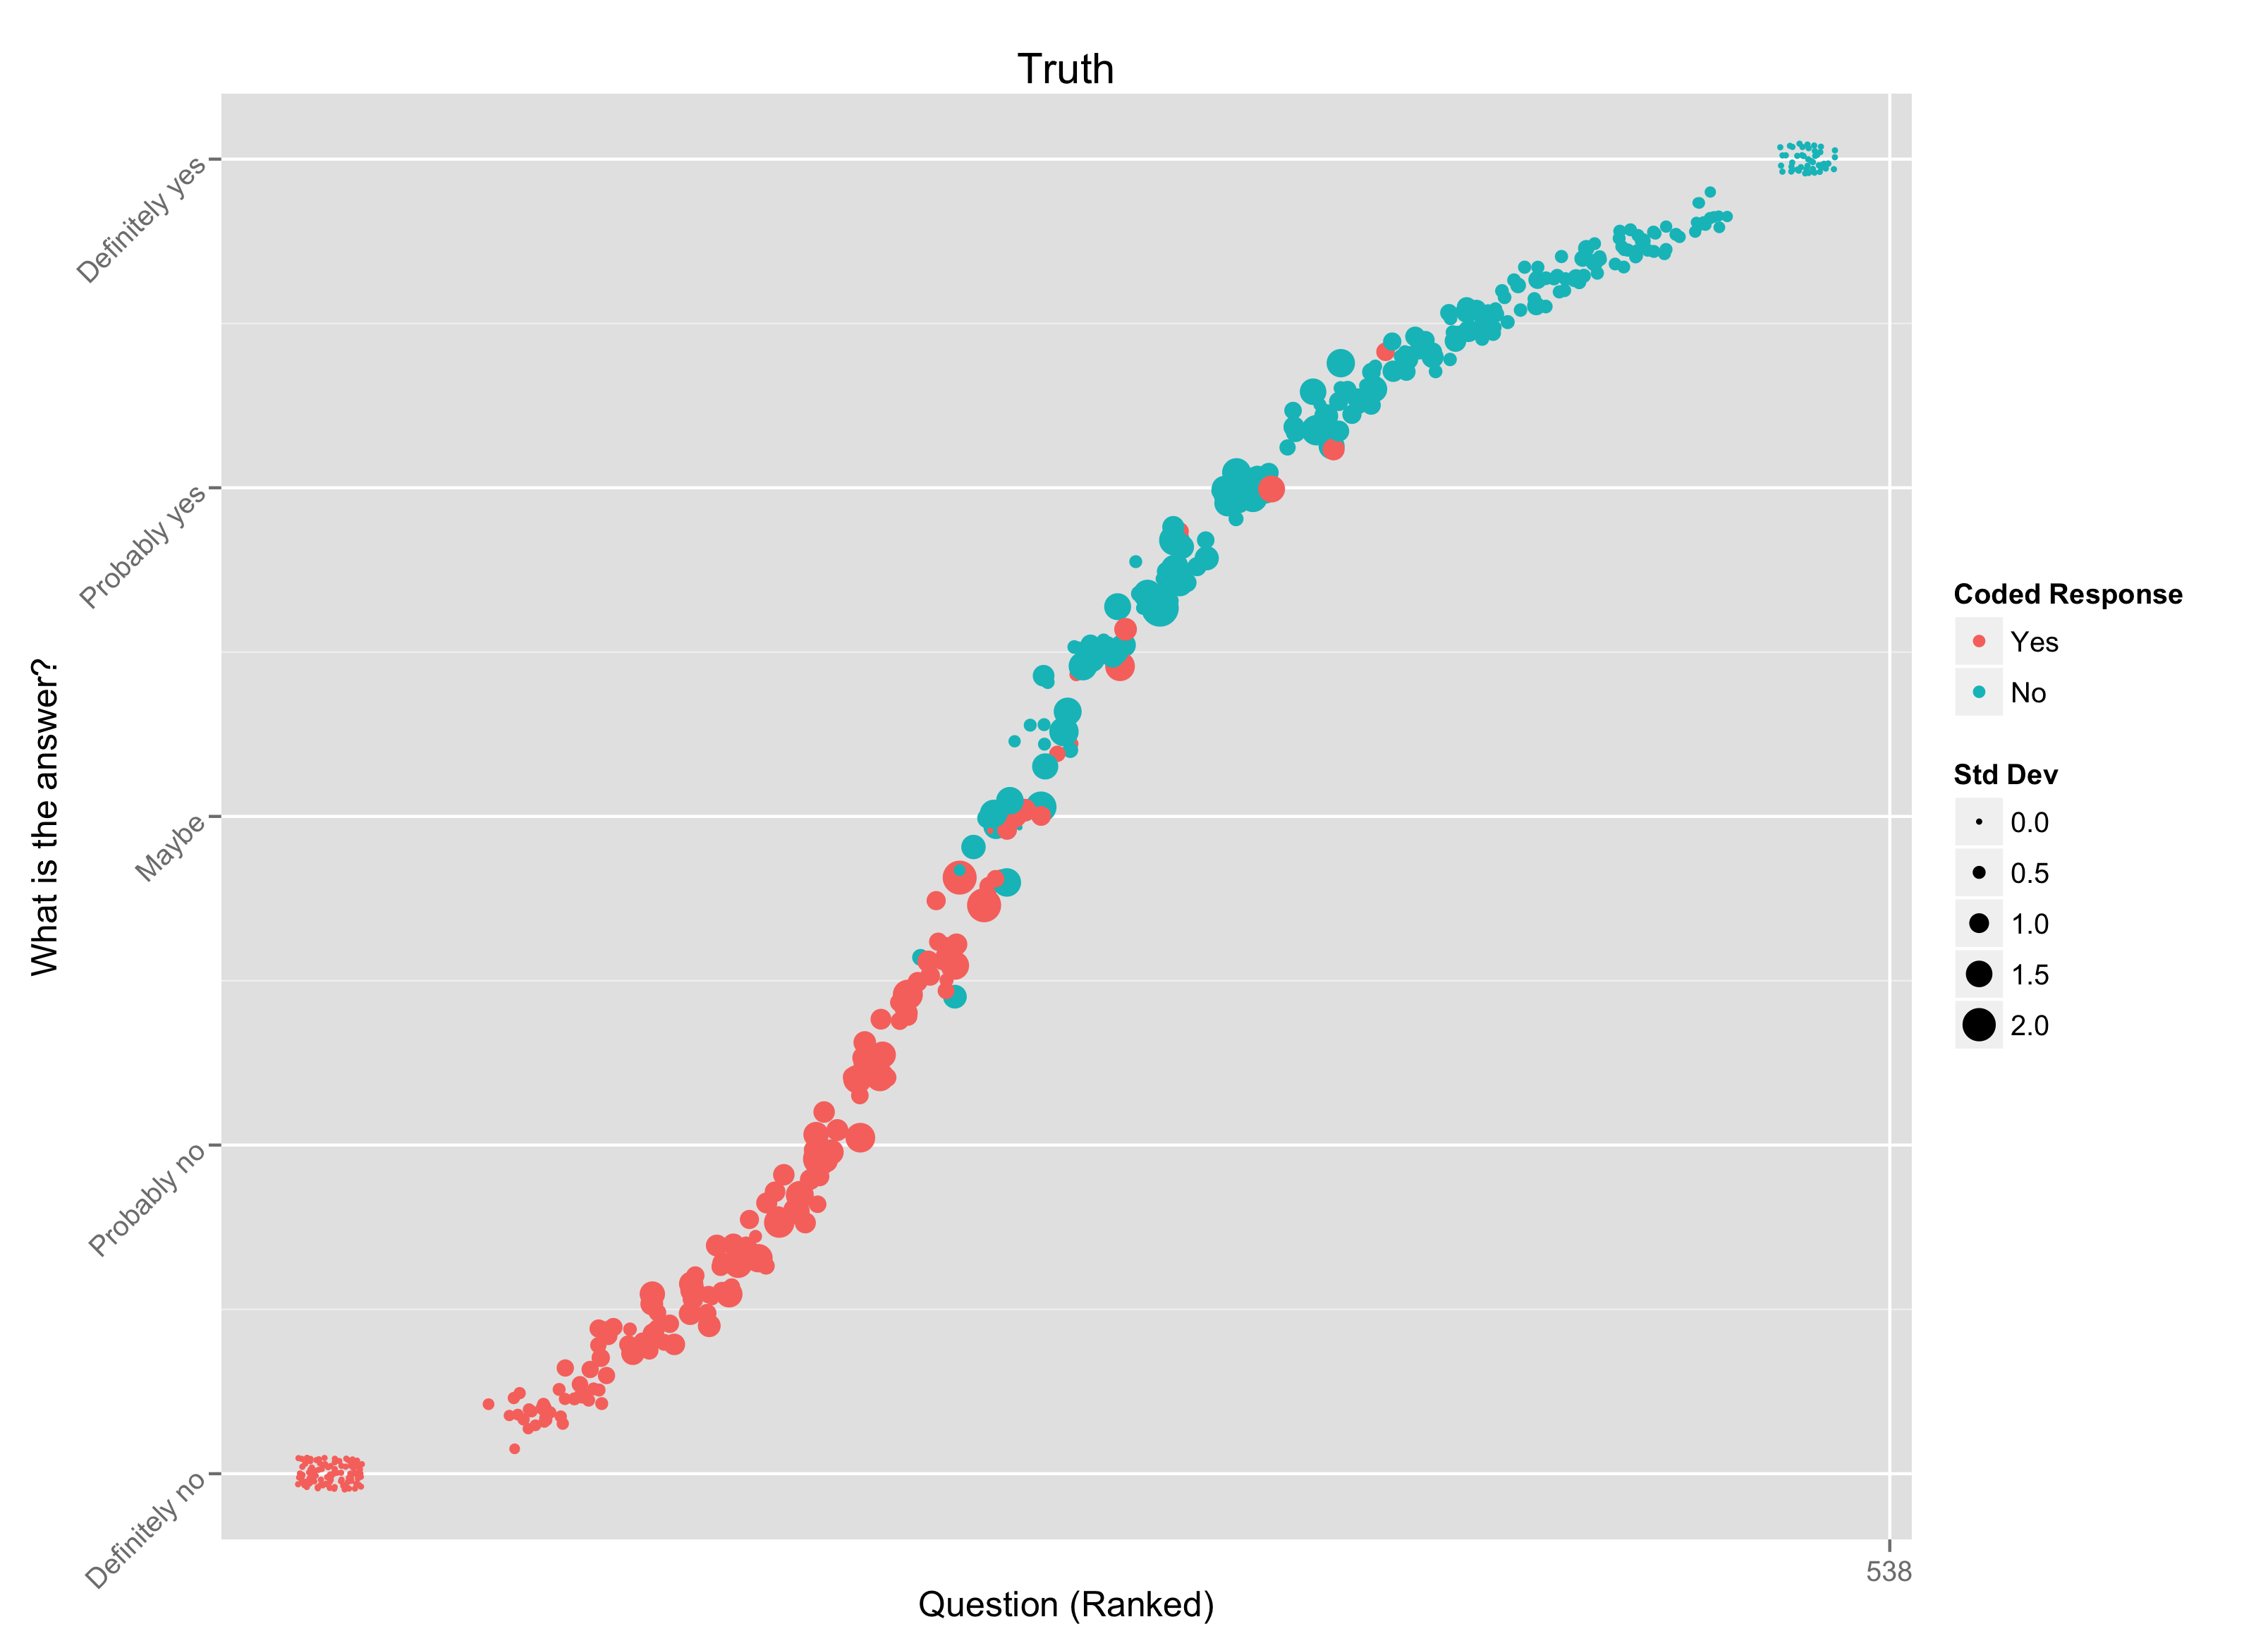 Truth
Definitely yes
Probably yes
Maybe
Probably no
Definitely no
What is the answer?
538
Question (Ranked)
Coded Response
Yes
No
Std Dev
0.0
0.5
1.0
1.5
2.0